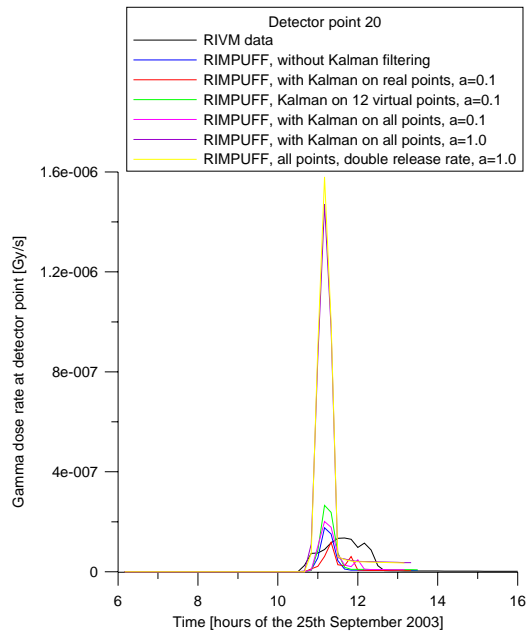 Detector point 20
RIVM data
RIMPUFF, without Kalman filtering
RIMPUFF, with Kalman on real points, a=0.1
RIMPUFF, Kalman on 12 virtual points, a=0.1
RIMPUFF, with Kalman on all points, a=0.1
RIMPUFF, with Kalman on all points, a=1.0
RIMPUFF, all points, double release rate, a=1.0
1.6e-006
1.2e-006
8e-007
4e-007
0
Gamma dose rate at detector point [Gy/s]
6 8 10 12 14 16
Time [hours of the 25th September 2003]